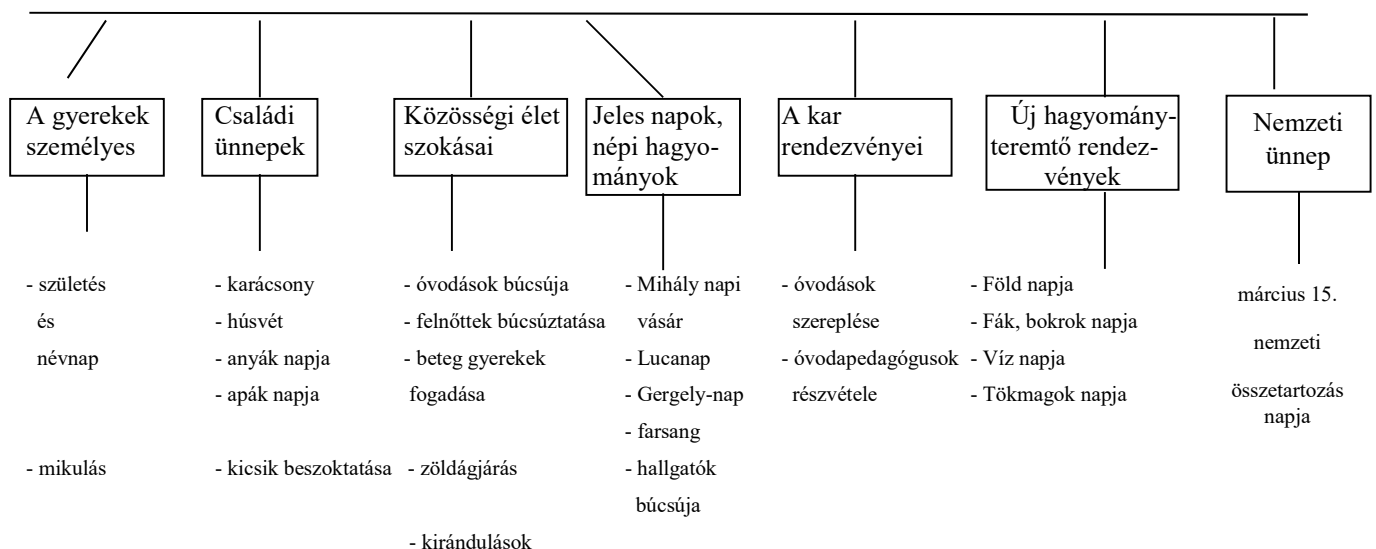 A gyerekek
személyes
Családi
ünnepek
Közösségi élet
szokásai
Jeles napok,
népi hagyo-
mányok
A kar
rendezvényei
Új hagyomány-
teremtő rendez-
vények
Nemzeti
ünnep
- születés
és
névnap
- mikulás
- karácsony
- húsvét
- anyák napja
- apák napja
- kicsik beszoktatása
- óvodások búcsúja
- felnőttek búcsúztatása
- beteg gyerekek
fogadása
- zöldágjárás
- kirándulások
- Mihály napi
vásár
- Lucanap
- Gergely-nap
- farsang
- hallgatók
búcsúja
- óvodások
szereplése
- óvodapedagógusok
részvétele
- Föld napja
- Fák, bokrok napja
- Víz napja
- Tökmagok napja
március 15.
nemzeti
összetartozás
napja